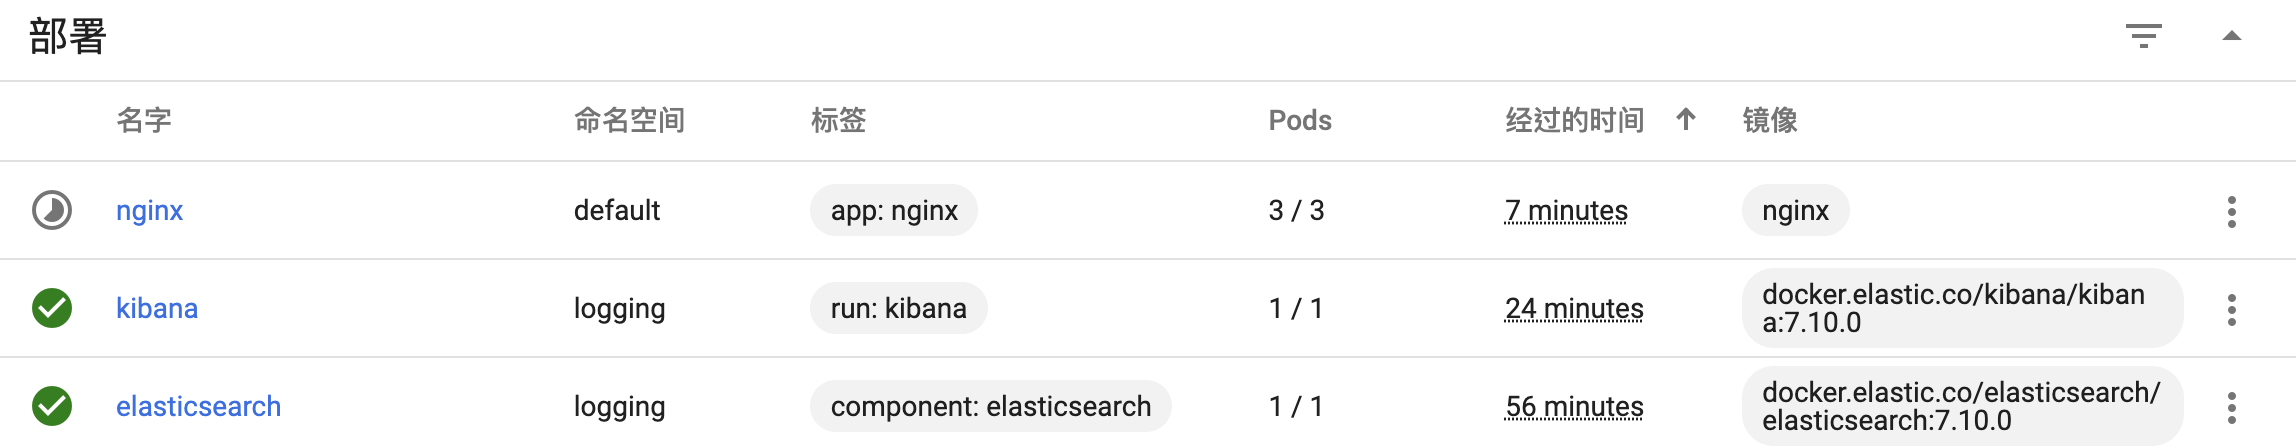 部署
名字 命名空间 标签 Pods 经过的时间 镜像
nginx default app: nginx 3 / 3 7 minutes nginx
kibana logging run: kibana 1 / 1 24 minutes docker.elastic.co/kibana/kiban
a:7.10.0
elasticsearch logging component: elasticsearch 1 / 1 56 minutes docker.elastic.co/elasticsearch/
elasticsearch:7.10.0